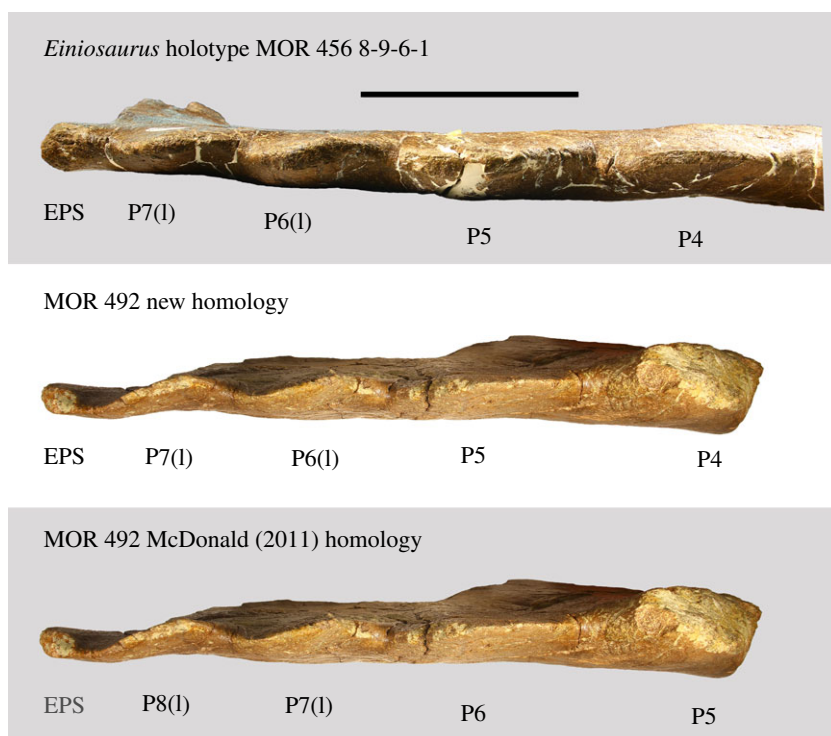 Einiosaurus holotype MOR 456 8-9-6-1
EPS P7(l) P6(l) P5 P4
MOR 492 new homology
EPS P7(l) P6(l) P5 P4
MOR 492 McDonald (2011) homology
EPS P8(l) P7(l) P6 P5